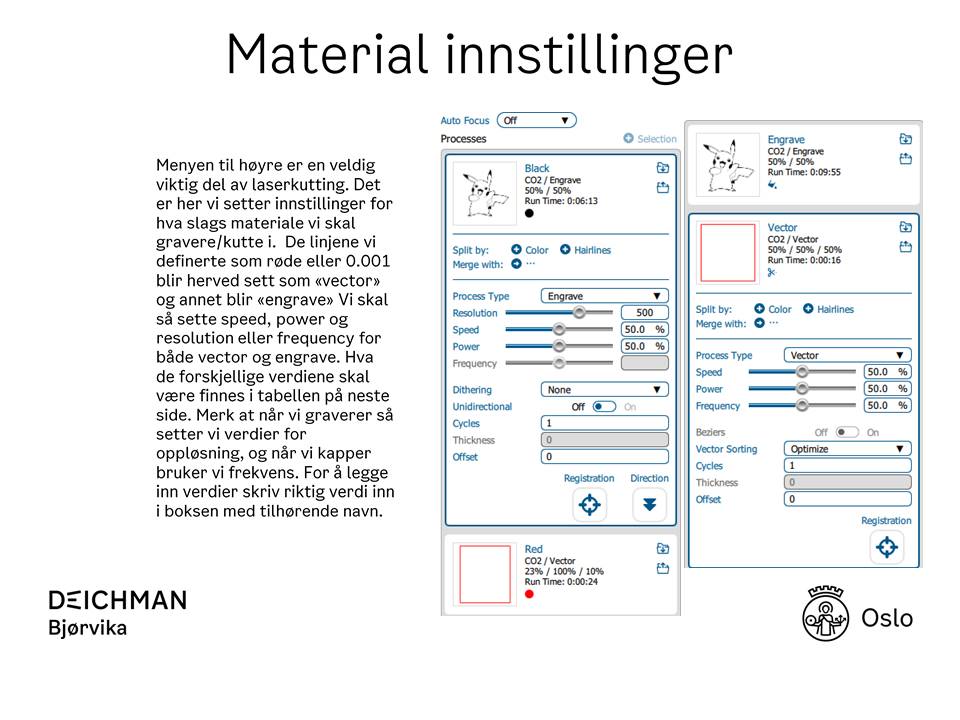 Material innstillinger
Menyen til høyre er en veldig
viktig del av laserkutting. Det
er her vi setter innstillinger for
hva slags materiale vi skal
gravere/kutte i.  De linjene vi
definerte som røde eller 0.001
blir herved sett som «vector»
og annet blir «engrave» Vi skal
så sette speed, power og
resolution eller frequency for
både vector og engrave. Hva
de forskjellige verdiene skal
være finnes i tabellen på neste
side. Merk at når vi graverer så
setter vi verdier for
oppløsning, og når vi kapper
bruker vi frekvens. For å legge
inn verdier skriv riktig verdi inn
i boksen med tilhørende navn.
Auto Focus Off
Processes Selection
Black
CO2 / Engrave
50% / 50%
Run Time: 0:06:13
Split by: Color Hairlines
Merge with: ...
Process Type Engrave
Resolution 500
Speed 50.0 %
Power 50.0 %
Frequency
Dithering None
Unidirectional Off On
Cycles 1
Thickness 0
Offset 0
Registration Direction
Red
CO2 / Vector
23% / 100% / 10%
Run Time: 0:00:24
Engrave
CO2 / Engrave
50% / 50%
Run Time: 0:09:55
Vector
CO2 / Vector
50% / 50% / 50%
Run Time: 0:00:16
Split by: Color Hairlines
Merge with: ...
Process Type Vector
Speed 50.0 %
Power 50.0 %
Frequency 50.0 %
Beziers Off On
Vector Sorting Optimize
Cycles 1
Thickness 0
Offset 0
Registration
DEICHMAN
Bjørvika
Oslo